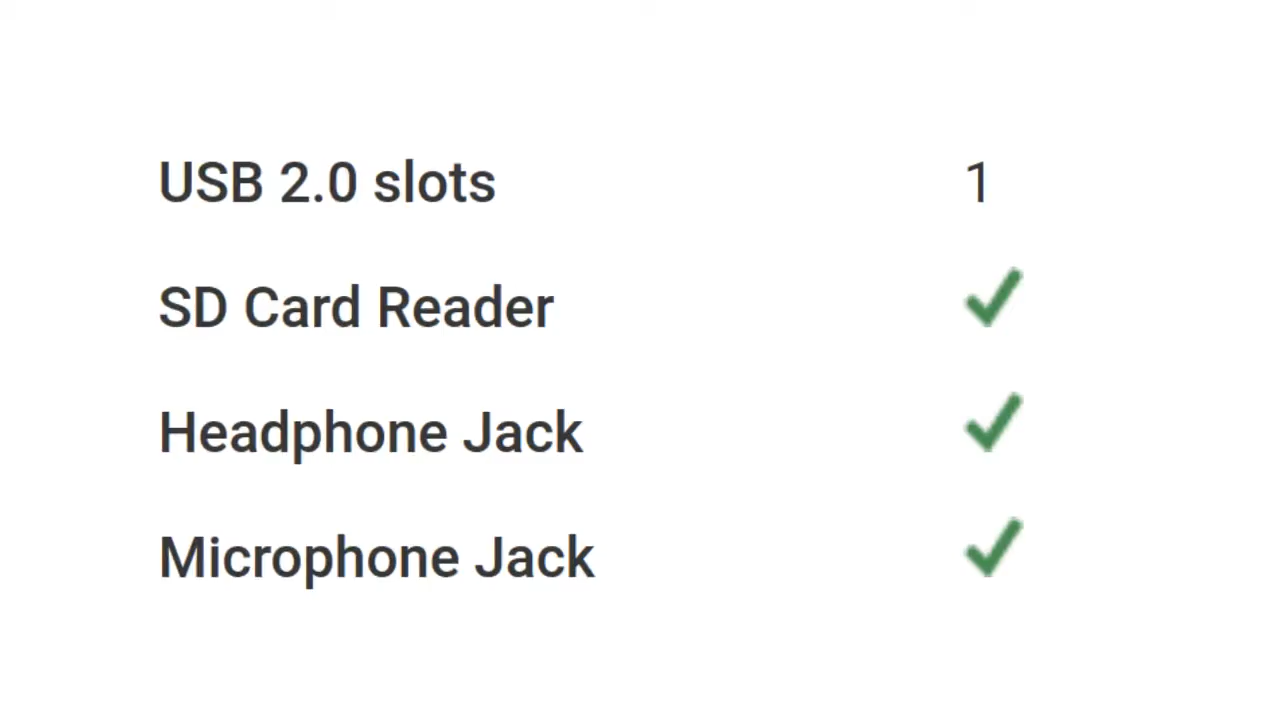 USB 2.0 slots 1
SD Card Reader ✓
Headphone Jack ✓
Microphone Jack ✓